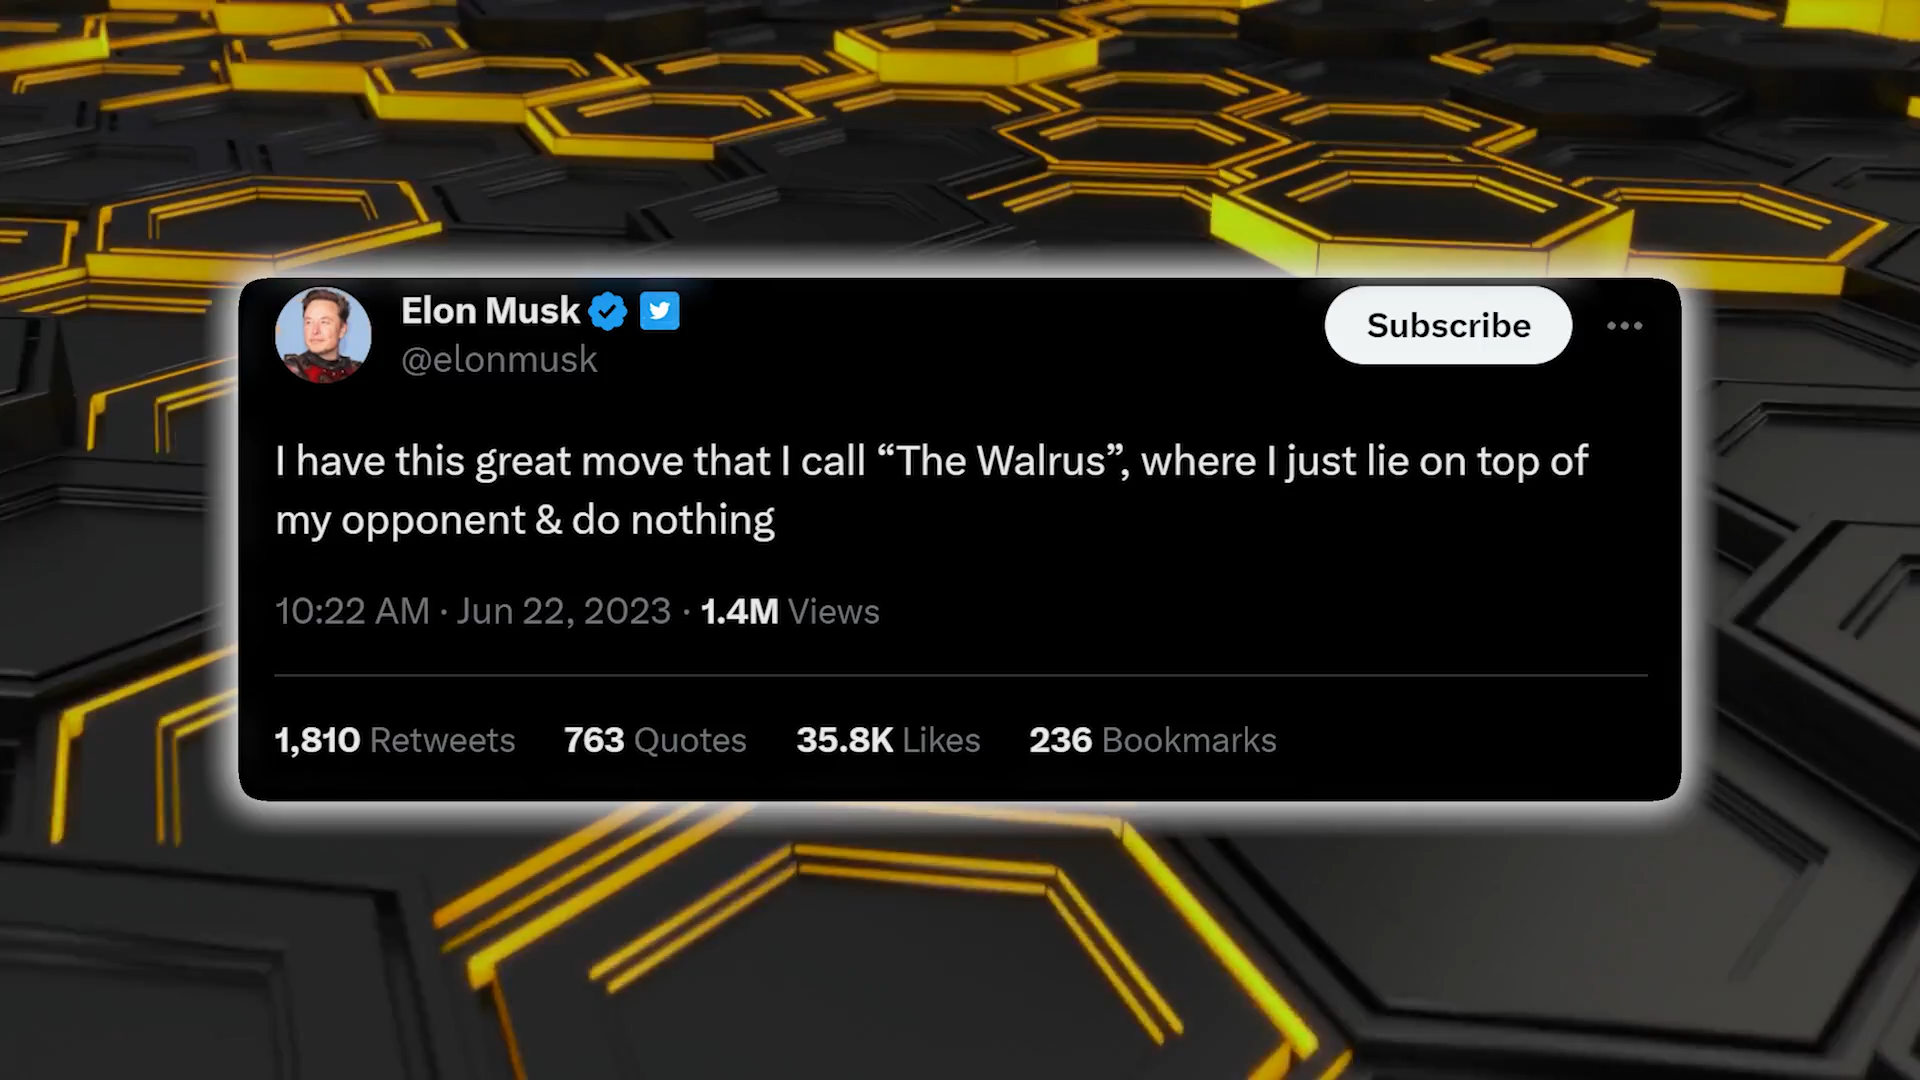 Elon Musk
Subscribe
@elonmusk
I have this great move that I call “The Walrus”, where I just lie on top of
my opponent & do nothing
10:22 AM · Jun 22, 2023 · 1.4M Views
1,810 Retweets 763 Quotes 35.8K Likes 236 Bookmarks